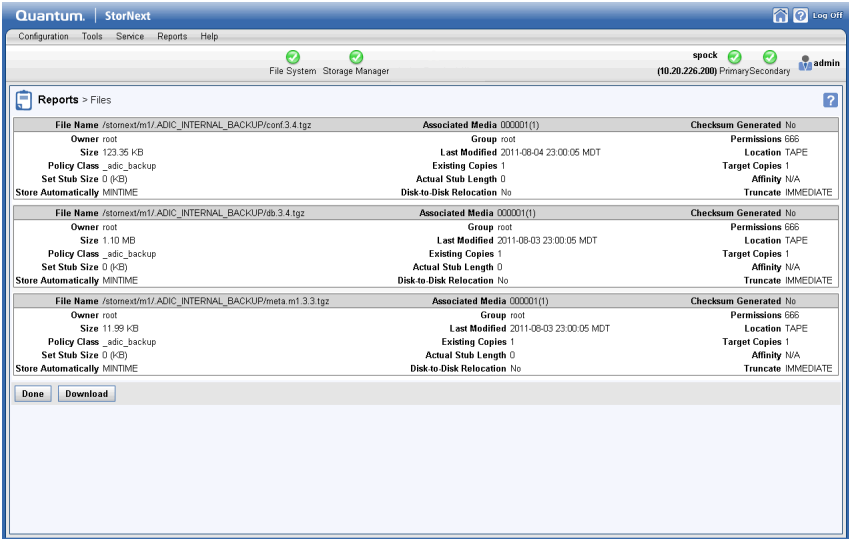 Quantum. | StorNext
Log Off
Configuration Tools Service Reports Help
File System Storage Manager
spock
(10.20.226.200) Primary Secondary
admin
Reports > Files
File Name /stornext/m1/.ADIC_INTERNAL_BACKUP/conf.3.4.tgz Associated Media 000001(1) Checksum Generated No
Owner root Group root Permissions 666
Size 123.35 KB Last Modified 2011-08-04 23:00:05 MDT Location TAPE
Policy Class _adic_backup Existing Copies 1 Target Copies 1
Set Stub Size 0 (KB) Actual Stub Length 0 Affinity N/A
Store Automatically MINTIME Disk-to-Disk Relocation No Truncate IMMEDIATE
File Name /stornext/m1/.ADIC_INTERNAL_BACKUP/db.3.4.tgz Associated Media 000001(1) Checksum Generated No
Owner root Group root Permissions 666
Size 1.10 MB Last Modified 2011-08-03 23:00:05 MDT Location TAPE
Policy Class _adic_backup Existing Copies 1 Target Copies 1
Set Stub Size 0 (KB) Actual Stub Length 0 Affinity N/A
Store Automatically MINTIME Disk-to-Disk Relocation No Truncate IMMEDIATE
File Name /stornext/m1/.ADIC_INTERNAL_BACKUP/meta.m1.3.3.tgz Associated Media 000001(1) Checksum Generated No
Owner root Group root Permissions 666
Size 11.99 KB Last Modified 2011-08-03 23:00:05 MDT Location TAPE
Policy Class _adic_backup Existing Copies 1 Target Copies 1
Set Stub Size 0 (KB) Actual Stub Length 0 Affinity N/A
Store Automatically MINTIME Disk-to-Disk Relocation No Truncate IMMEDIATE
Done Download